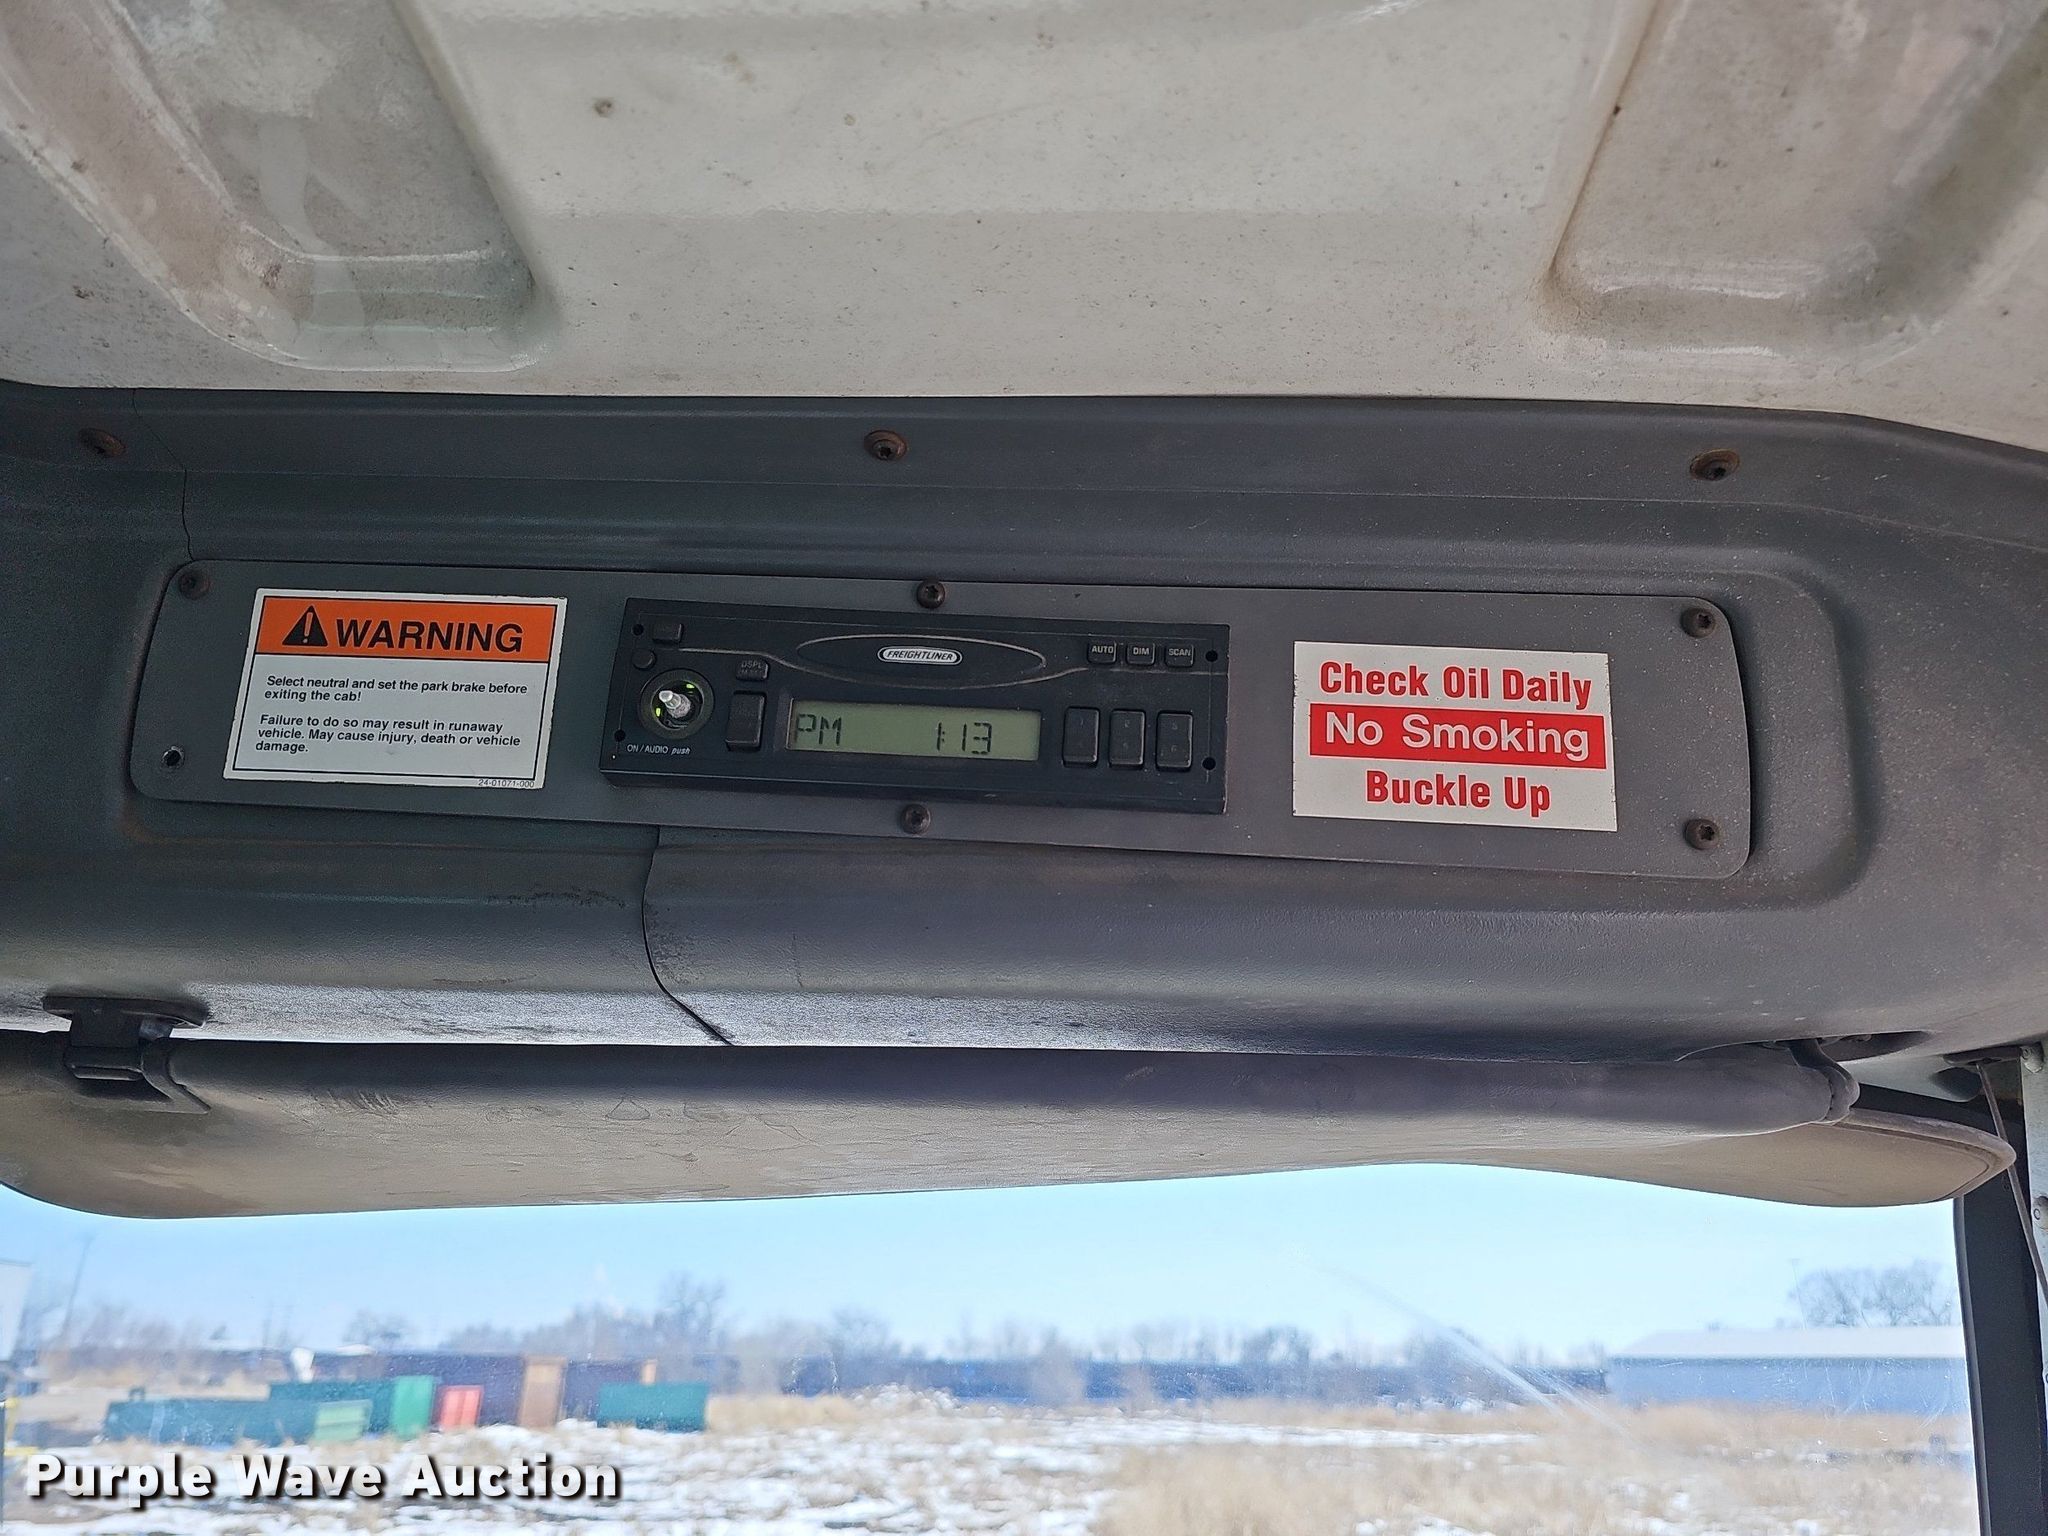 WARNING
Select neutral and set the park brake before
exiting the cab!
Failure to do so may result in runaway
vehicle. May cause injury, death or vehicle
damage.
24-01071-000
FREIGHTLINER
AUTO DIM SCAN
DSPL
PM 1:13
ON / AUDIO push
Check Oil Daily
No Smoking
Buckle Up
Purple Wave Auction